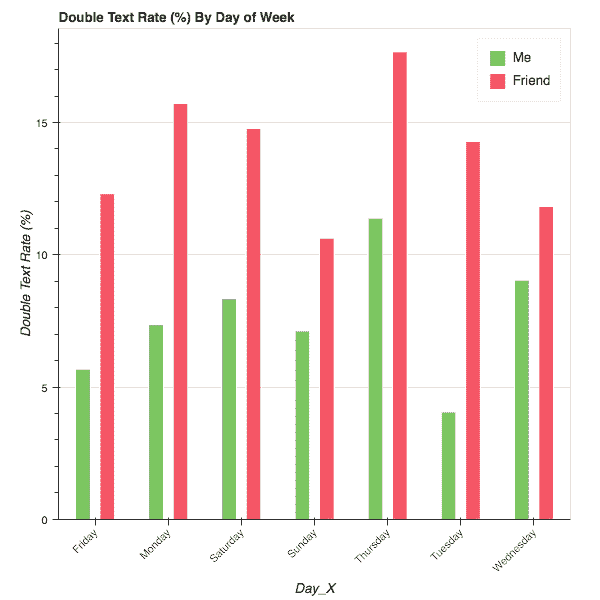 Double Text Rate (%) By Day of Week
Me
Friend
Double Text Rate (%)
15
10
5
0
Friday
Monday
Saturday
Sunday
Thursday
Tuesday
Wednesday
Day_X